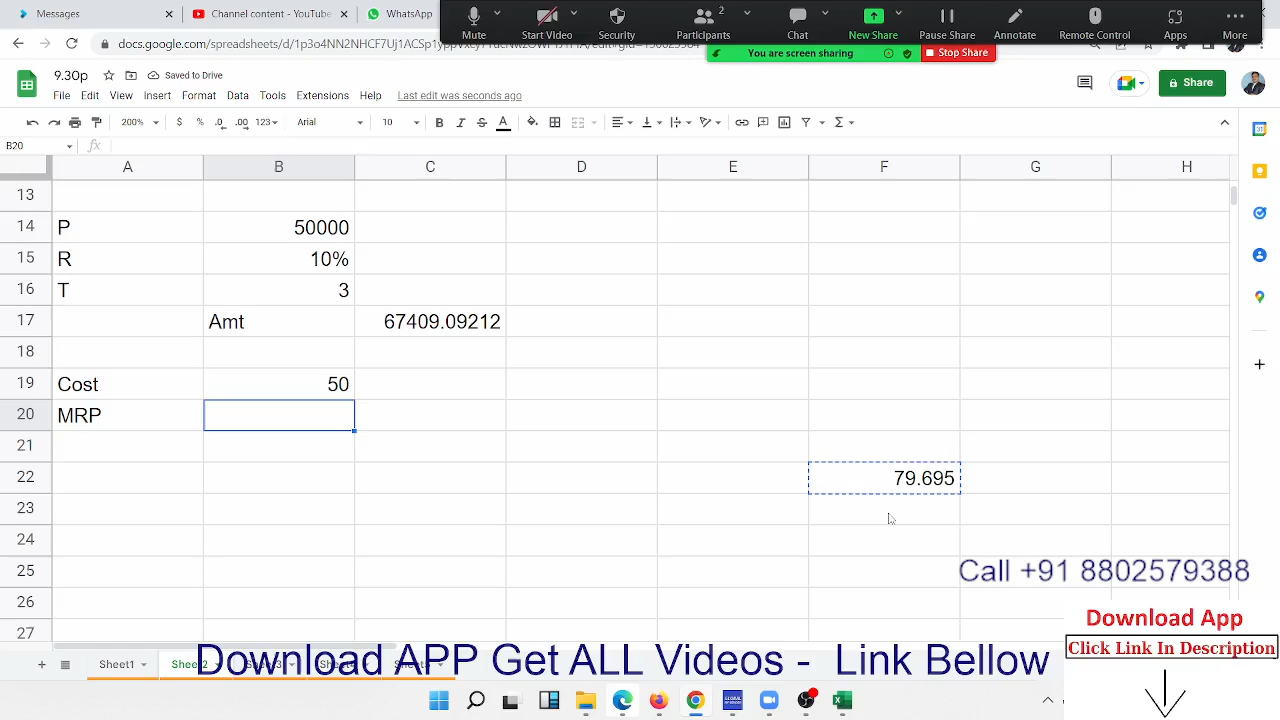 Messages
Channel content - YouTube
WhatsApp
Mute
Start Video
Security
Participants
2
Chat
New Share
Pause Share
Annotate
Remote Control
Apps
More
You are screen sharing
Stop Share
9.30p
Saved to Drive
File Edit View Insert Format Data Tools Extensions Help Last edit was seconds ago
Share
200% $ % .0 .00 123 Arial 10 B I S A
B20 fx
A B C D E F G H
13
14 P 50000
15 R 10%
16 T 3
17 Amt 67409.09212
18
19 Cost 50
20 MRP
21
22 79.695
23
24
25
26
27
Call +91 8802579388
Download App
Click Link In Description
Sheet1
Download APP Get ALL Videos - Link Bellow